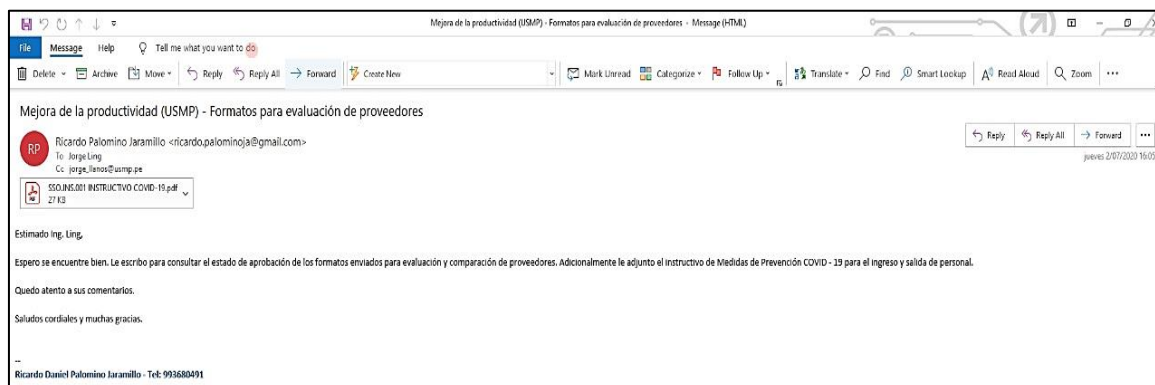 Mejora de la productividad (USMP) - Formatos para evaluación de proveedores - Message (HTML)
File Message Help Tell me what you want to do
Delete Archive Move Reply Reply All Forward Create New Mark Unread Categorize Follow Up Translate Find Smart Lookup Read Aloud Zoom
Mejora de la productividad (USMP) - Formatos para evaluación de proveedores
RP
Ricardo Palomino Jaramillo <ricardo.palominoja@gmail.com>
To Jorge Ling
Cc jorge_llanos@usmp.pe
Reply Reply All Forward
jueves 2/07/2020 16:05
SSO.INS.001 INSTRUCTIVO COVID-19.pdf
27 KB
Estimado Ing. Ling,
Espero se encuentre bien. Le escribo para consultar el estado de aprobación de los formatos enviados para evaluación y comparación de proveedores. Adicionalmente le adjunto el instructivo de Medidas de Prevención COVID - 19 para el ingreso y salida de personal.
Quedo atento a sus comentarios.
Saludos cordiales y muchas gracias.
--
Ricardo Daniel Palomino Jaramillo - Tel: 993680491